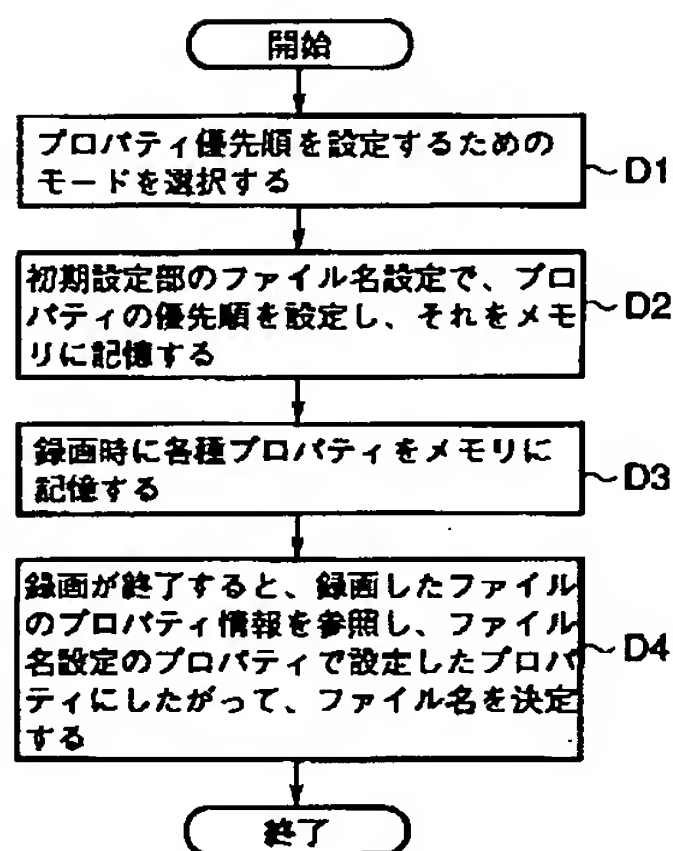 開始
プロパティ優先順を設定するための
モードを選択する
D1
初期設定部のファイル名設定で、プロ
パティの優先順を設定し、それをメモ
リに記憶する
D2
録画時に各種プロパティをメモリに
記憶する
D3
録画が終了すると、録画したファイル
のプロパティ情報を参照し、ファイル
名設定のプロパティで設定したプロパ
ティにしたがって、ファイル名を決定
する
D4
終了